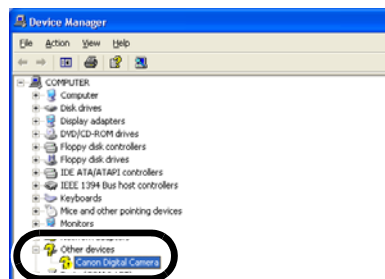 Device Manager
File Action View Help
COMPUTER
Computer
Disk drives
Display adapters
DVD/CD-ROM drives
Floppy disk controllers
Floppy disk drives
IDE ATA/ATAPI controllers
IEEE 1394 Bus host controllers
Keyboards
Mice and other pointing devices
Monitors
Network adapters
Other devices
Canon Digital Camera